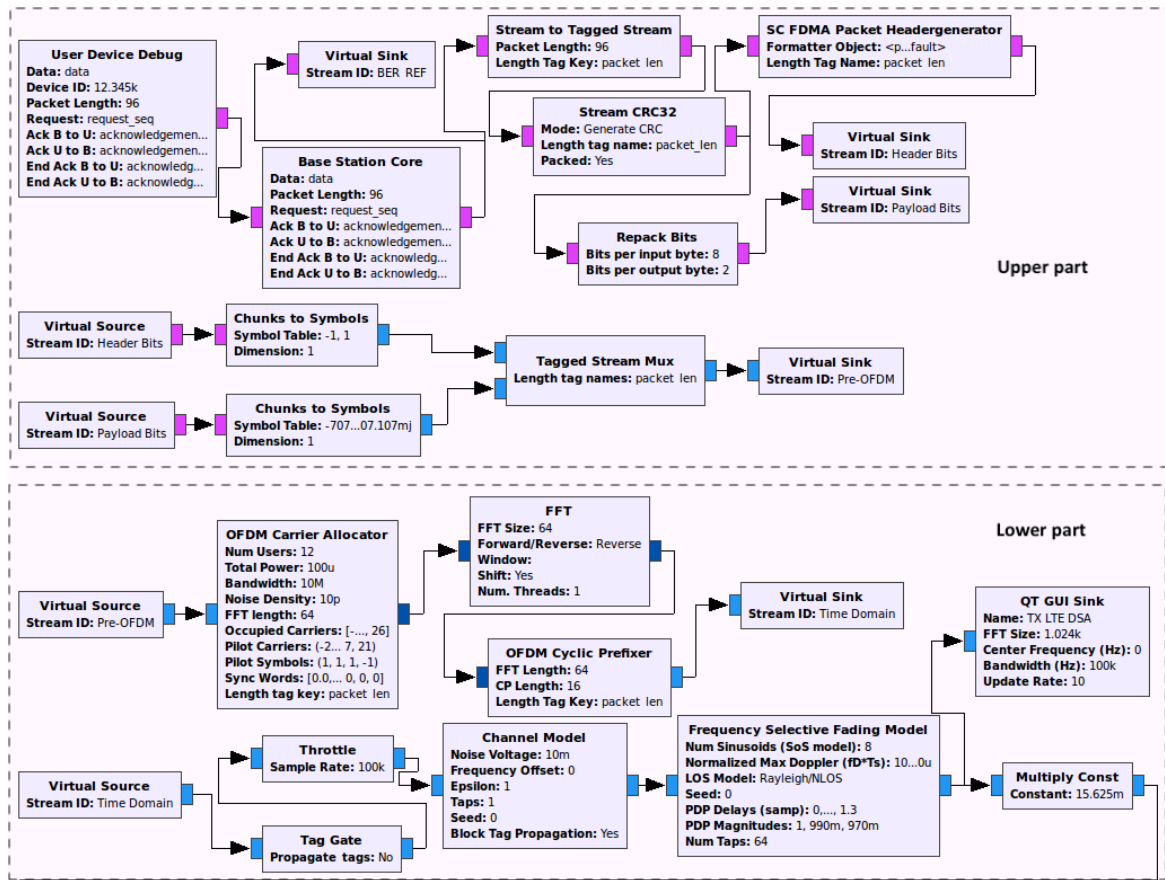 User Device Debug
Data: data
Device ID: 12.345k
Packet Length: 96
Request: request_seq
Ack B to U: acknowledgemen...
Ack U to B: acknowledgemen...
End Ack B to U: acknowledg...
End Ack U to B: acknowledg...
Virtual Sink
Stream ID: BER_REF
Base Station Core
Data: data
Packet Length: 96
Request: request_seq
Ack B to U: acknowledgemen...
Ack U to B: acknowledgemen...
End Ack B to U: acknowledg...
End Ack U to B: acknowledg...
Stream to Tagged Stream
Packet Length: 96
Length Tag Key: packet_len
Stream CRC32
Mode: Generate CRC
Length tag name: packet_len
Packed: Yes
Repack Bits
Bits per input byte: 8
Bits per output byte: 2
SC FDMA Packet Headergenerator
Formatter Object: <p...fault>
Length Tag Name: packet_len
Virtual Sink
Stream ID: Header Bits
Virtual Sink
Stream ID: Payload Bits
Upper part
Virtual Source
Stream ID: Header Bits
Chunks to Symbols
Symbol Table: -1, 1
Dimension: 1
Virtual Source
Stream ID: Payload Bits
Chunks to Symbols
Symbol Table: -707...07.107mj
Dimension: 1
Tagged Stream Mux
Length tag names: packet_len
Virtual Sink
Stream ID: Pre-OFDM
Lower part
Virtual Source
Stream ID: Pre-OFDM
OFDM Carrier Allocator
Num Users: 12
Total Power: 100u
Bandwidth: 10M
Noise Density: 10p
FFT length: 64
Occupied Carriers: [-..., 26]
Pilot Carriers: (-2... 7, 21)
Pilot Symbols: (1, 1, 1, -1)
Sync Words: [0.0,... 0, 0, 0]
Length tag key: packet_len
FFT
FFT Size: 64
Forward/Reverse: Reverse
Window:
Shift: Yes
Num. Threads: 1
OFDM Cyclic Prefixer
FFT Length: 64
CP Length: 16
Length Tag Key: packet_len
Virtual Sink
Stream ID: Time Domain
QT GUI Sink
Name: TX LTE DSA
FFT Size: 1.024k
Center Frequency (Hz): 0
Bandwidth (Hz): 100k
Update Rate: 10
Virtual Source
Stream ID: Time Domain
Throttle
Sample Rate: 100k
Tag Gate
Propagate tags: No
Channel Model
Noise Voltage: 10m
Frequency Offset: 0
Epsilon: 1
Taps: 1
Seed: 0
Block Tag Propagation: Yes
Frequency Selective Fading Model
Num Sinusoids (SoS model): 8
Normalized Max Doppler (fD*Ts): 10...0u
LOS Model: Rayleigh/NLOS
Seed: 0
PDP Delays (samp): 0,..., 1.3
PDP Magnitudes: 1, 990m, 970m
Num Taps: 64
Multiply Const
Constant: 15.625m